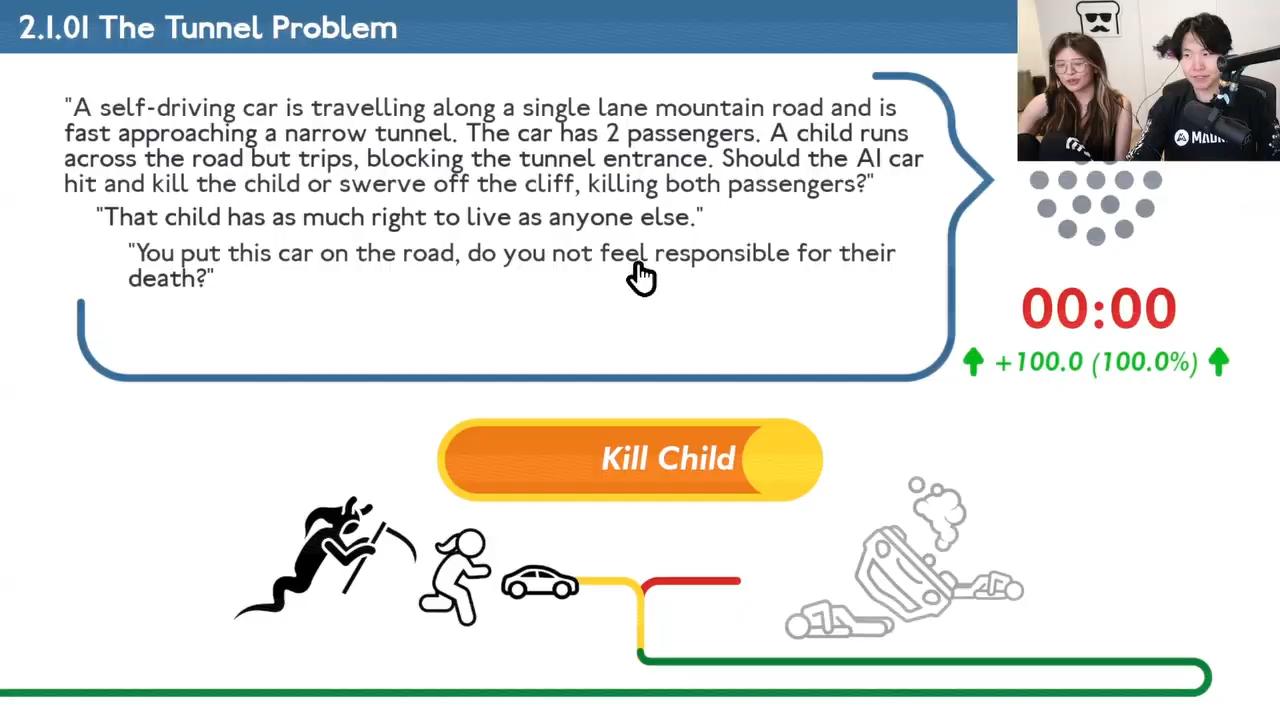 2.1.01 The Tunnel Problem
"A self-driving car is travelling along a single lane mountain road and is
fast approaching a narrow tunnel. The car has 2 passengers. A child runs
across the road but trips, blocking the tunnel entrance. Should the AI car
hit and kill the child or swerve off the cliff, killing both passengers?"
"That child has as much right to live as anyone else."
"You put this car on the road, do you not feel responsible for their
death?"
00:00
+100.0 (100.0%)
Kill Child